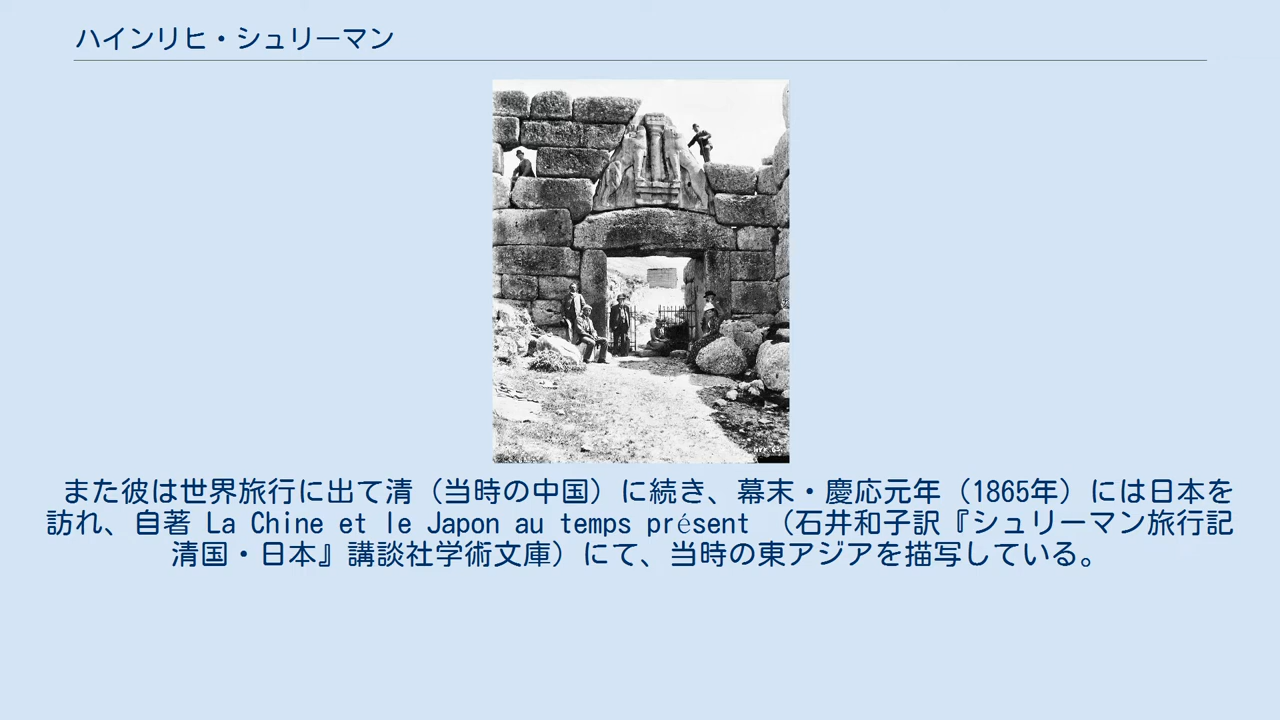 ハインリヒ・シュリーマン
また彼は世界旅行に出て清（当時の中国）に続き、幕末・慶応元年（1865年）には日本を
訪れ、自著 La Chine et le Japon au temps présent （石井和子訳『シュリーマン旅行記
清国・日本』講談社学術文庫）にて、当時の東アジアを描写している。